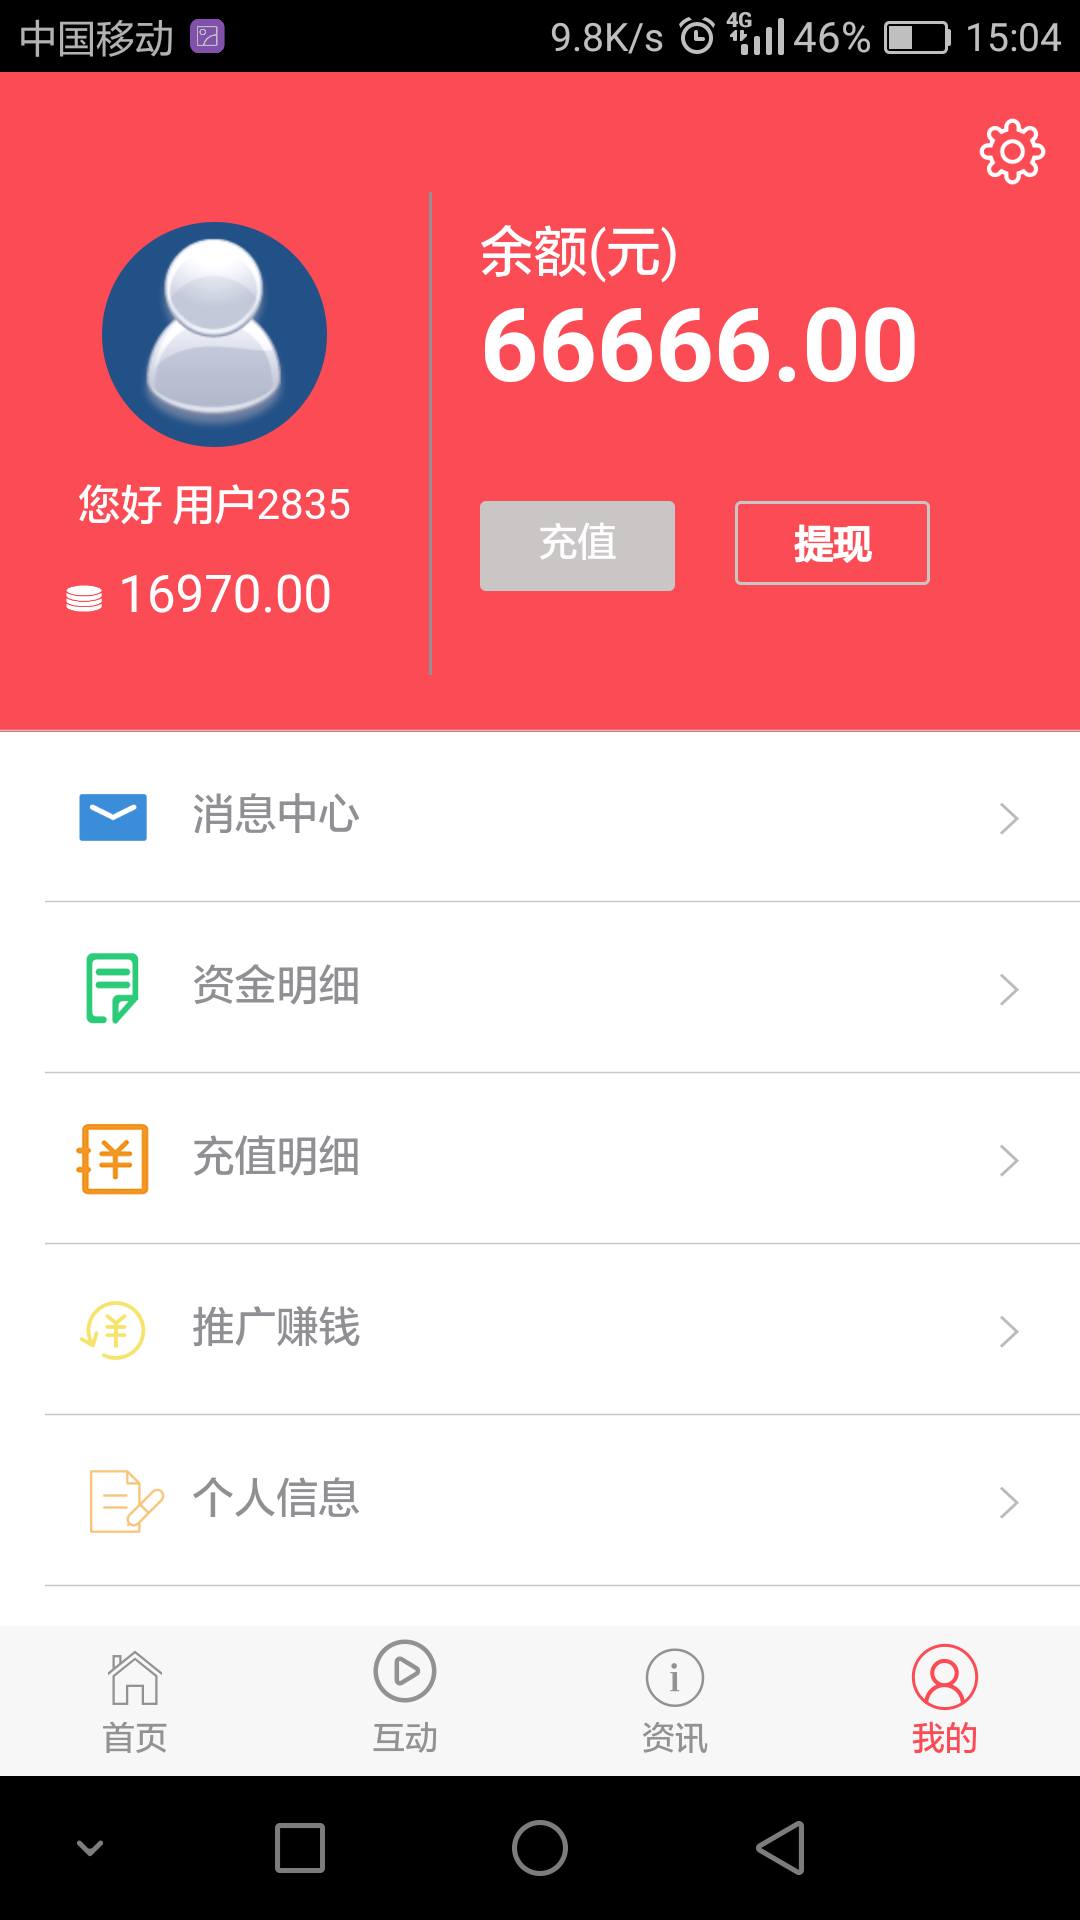 中国移动 9.8K/s 4G 46% 15:04
余额(元)
66666.00
您好 用户2835
16970.00
充值 提现
消息中心
资金明细
充值明细
推广赚钱
个人信息
首页 互动 资讯 我的